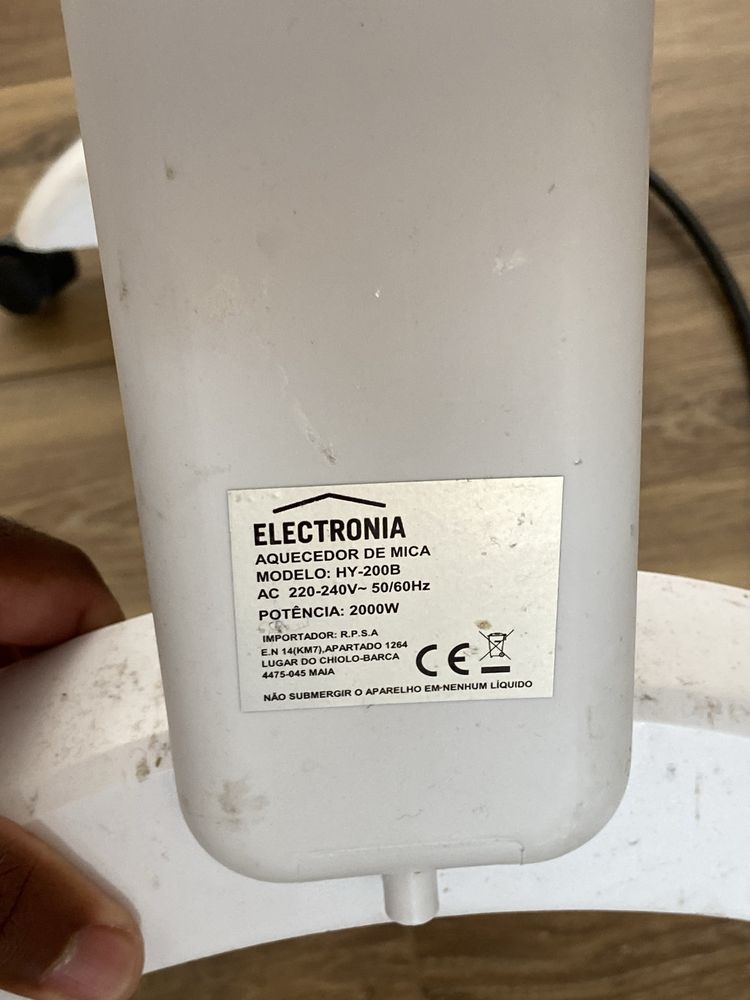 ELECTRONIA
AQUECEDOR DE MICA
MODELO: HY-200B
AC 220-240V~ 50/60Hz
POTÊNCIA: 2000W
IMPORTADOR: R.P.S.A
E.N 14(KM7),APARTADO 1264
LUGAR DO CHIOLO-BARCA
4475-045 MAIA
CE
NÃO SUBMERGIR O APARELHO EM NENHUM LÍQUIDO